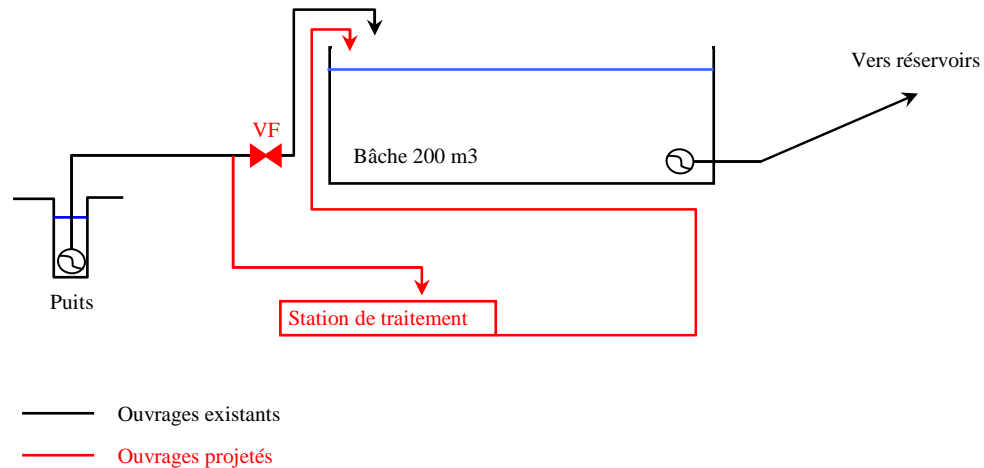 Vers réservoirs
VF
Bâche 200 m3
Puits
Station de traitement
Ouvrages existants
Ouvrages projetés